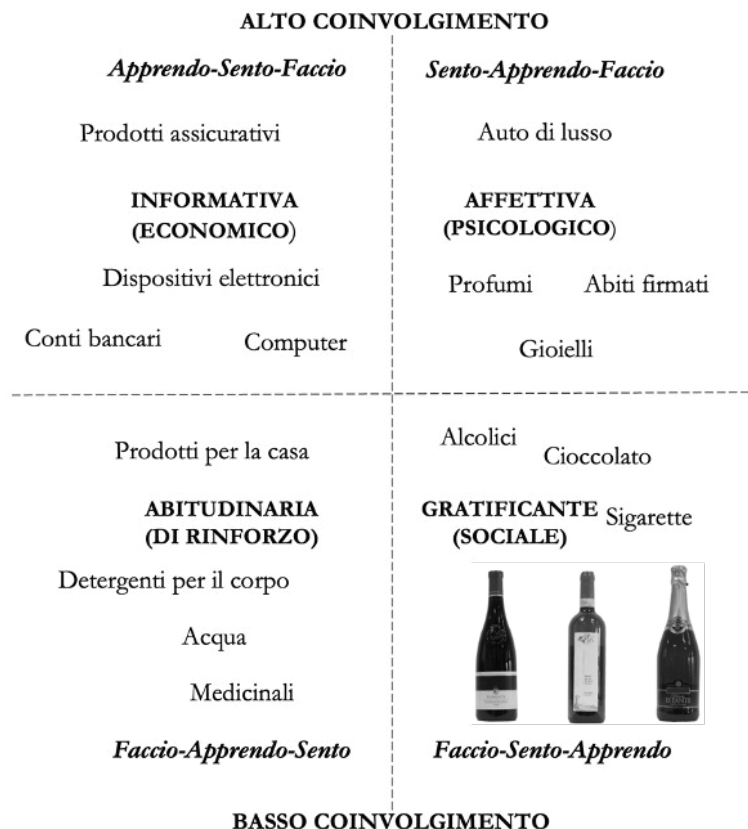 ALTO COINVOLGIMENTO
Apprendo-Sento-Faccio
Sento-Apprendo-Faccio
Prodotti assicurativi
Auto di lusso
INFORMATIVA
(ECONOMICO)
AFFETTIVA
(PSICOLOGICO)
Dispositivi elettronici
Profumi
Abiti firmati
Conti bancari
Computer
Gioielli
Prodotti per la casa
Alcolici
Cioccolato
ABITUDINARIA
(DI RINFORZO)
GRATIFICANTE
(SOCIALE)
Sigarette
Detergenti per il corpo
Acqua
Medicinali
Faccio-Apprendo-Sento
Faccio-Sento-Apprendo
BASSO COINVOLGIMENTO